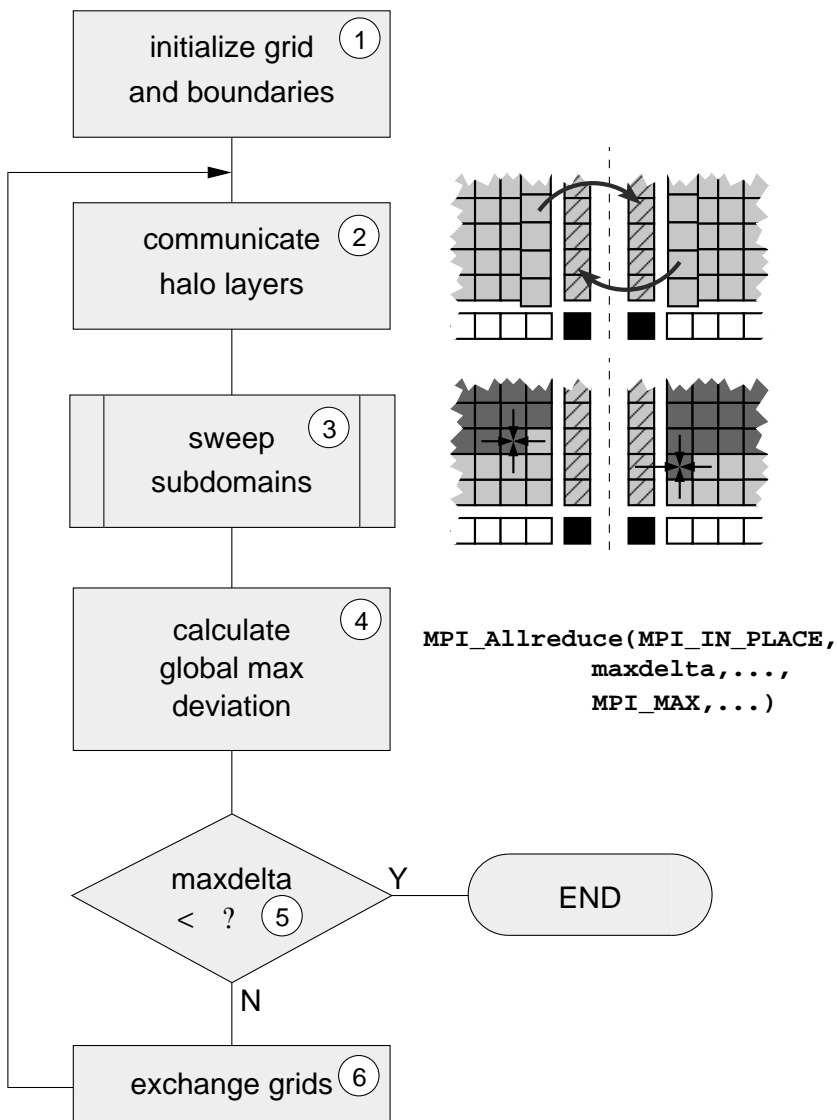 initialize grid
and boundaries
1
communicate
halo layers
2
sweep
subdomains
3
calculate
global max
deviation
4
MPI_Allreduce(MPI_IN_PLACE,
maxdelta,...,
MPI_MAX,...)
maxdelta
< ?
5
Y
END
N
exchange grids
6